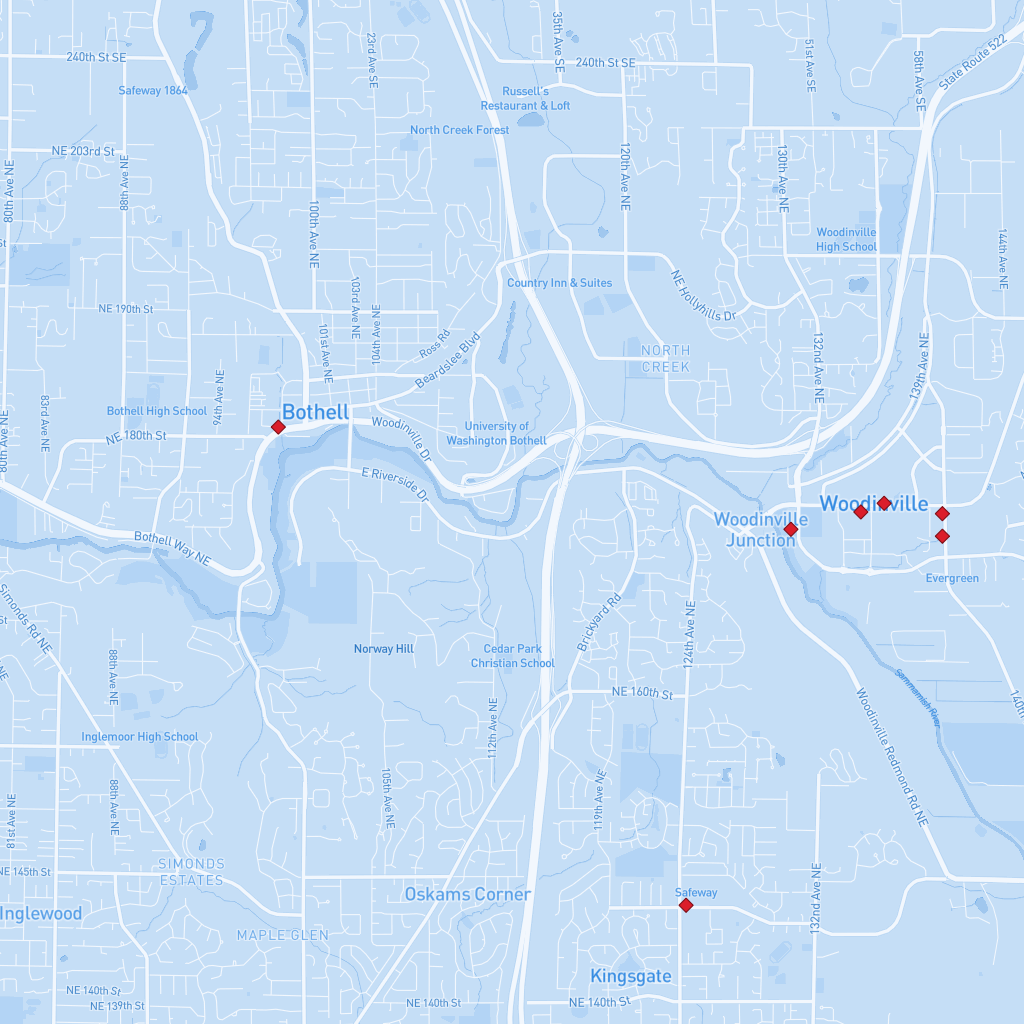 35th Ave SE
23rd Ave SE
51st Ave SE
58th Ave SE
State Route 522
240th St SE
240th St SE
Safeway 1864
Russell's
Restaurant & Loft
North Creek Forest
NE 203rd St
80th Ave NE
88th Ave NE
120th Ave NE
130th Ave NE
100th Ave NE
Woodinville
High School
144th Ave NE
St
Country Inn & Suites
NE Hollyhills Dr
NE 190th St
103rd Ave NE
104th Ave NE
101st Ave NE
Ross Rd
Beardslee Blvd
NORTH
CREEK
132nd Ave NE
139th Ave NE
94th Ave NE
83rd Ave NE
80th Ave NE
Bothell High School
Bothell
NE 180th St
Woodinville Dr
University of
Washington Bothell
E Riverside Dr
Woodinville
Woodinville
Junction
Bothell Way NE
Evergreen
Simonds Rd NE
St
NE
88th Ave NE
Norway Hill
Cedar Park
Christian School
Brickyard Rd
124th Ave NE
NE 160th St
Sammamish River
140th
112th Ave NE
Inglemoor High School
Woodinville Redmond Rd NE
88th Ave NE
81st Ave NE
105th Ave NE
119th Ave NE
SIMONDS
ESTATES
NE 145th St
Oskams Corner
Safeway
132nd Ave NE
Inglewood
MAPLE GLEN
Kingsgate
NE 140th St
NE 139th St
NE 140th St
NE 140th St